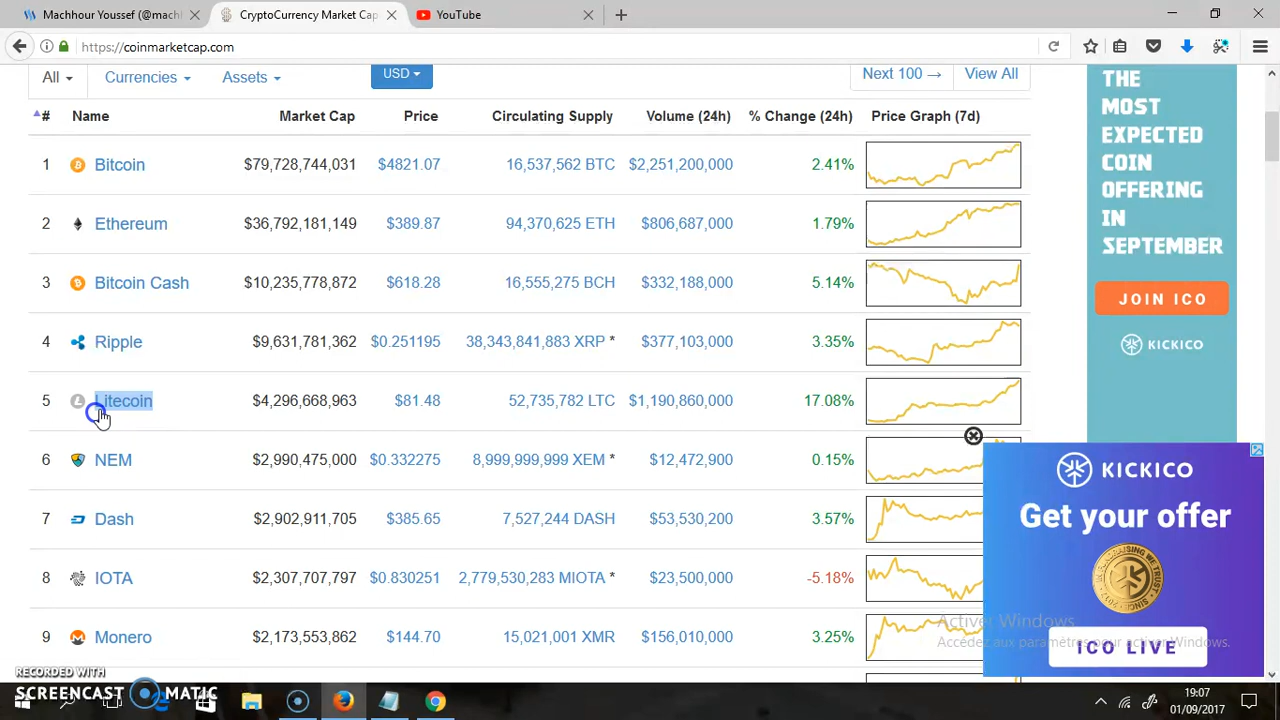 Machhour Youssef (@machl
CryptoCurrency Market Cap
YouTube
https://coinmarketcap.com
All
Currencies
Assets
USD
Next 100 →
View All
# Name Market Cap Price Circulating Supply Volume (24h) % Change (24h) Price Graph (7d)
1 Bitcoin $79,728,744,031 $4821.07 16,537,562 BTC $2,251,200,000 2.41%
2 Ethereum $36,792,181,149 $389.87 94,370,625 ETH $806,687,000 1.79%
3 Bitcoin Cash $10,235,778,872 $618.28 16,555,275 BCH $332,188,000 5.14%
4 Ripple $9,631,781,362 $0.251195 38,343,841,883 XRP * $377,103,000 3.35%
5 Litecoin $4,296,668,963 $81.48 52,735,782 LTC $1,190,860,000 17.08%
6 NEM $2,990,475,000 $0.332275 8,999,999,999 XEM * $12,472,900 0.15%
7 Dash $2,902,911,705 $385.65 7,527,244 DASH $53,530,200 3.57%
8 IOTA $2,307,707,797 $0.830251 2,779,530,283 MIOTA * $23,500,000 -5.18%
9 Monero $2,173,553,862 $144.70 15,021,001 XMR $156,010,000 3.25%
THE
MOST
EXPECTED
COIN
OFFERING
IN
SEPTEMBER
JOIN ICO
KICKICO
KICKICO
Get your offer
ICO LIVE
Activer Windows
Accédez aux paramètres pour activer Windows.
RECORDED WITH
SCREENCAST MATIC
19:07
01/09/2017